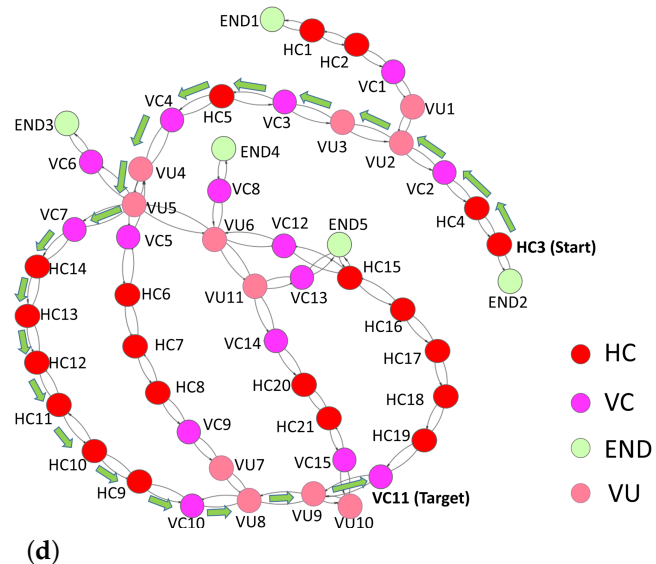 END1
HC1
HC2
VC1
VU1
VC4
HC5
VC3
VU3
VU2
VC2
END3
VC6
VU4
END4
HC4
VC8
VC7
VU5
VC5
VU6
VC12
END5
HC3 (Start)
END2
HC14
HC15
VU11
VC13
HC6
HC13
HC16
HC7
VC14
HC17
HC12
HC8
HC20
HC18
HC11
VC9
HC21
HC19
HC10
VU7
VC15
HC9
VC11 (Target)
VC10
VU8
VU9
VU10
HC
VC
END
VU
(d)